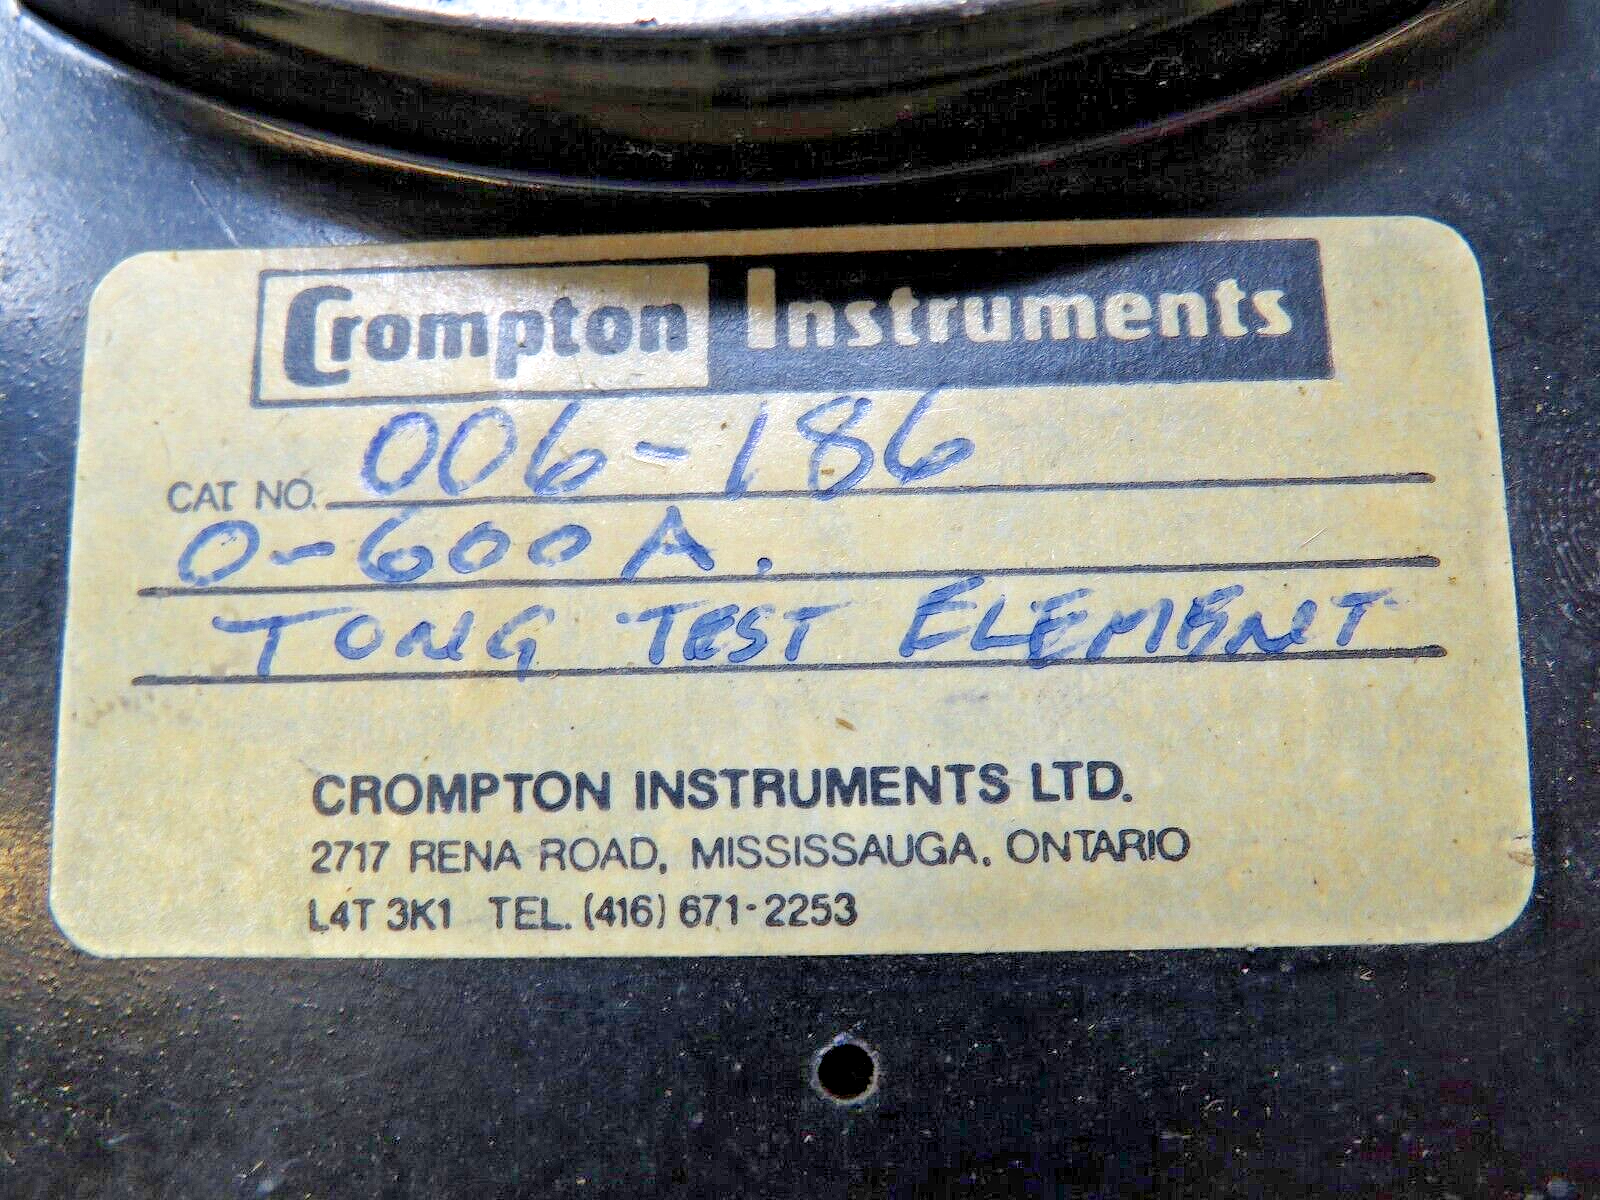 Crompton Instruments
CAT NO. 006-186
0-600 A.
TONG TEST ELEMENT
CROMPTON INSTRUMENTS LTD.
2717 RENA ROAD, MISSISSAUGA, ONTARIO
L4T 3K1 TEL. (416) 671-2253